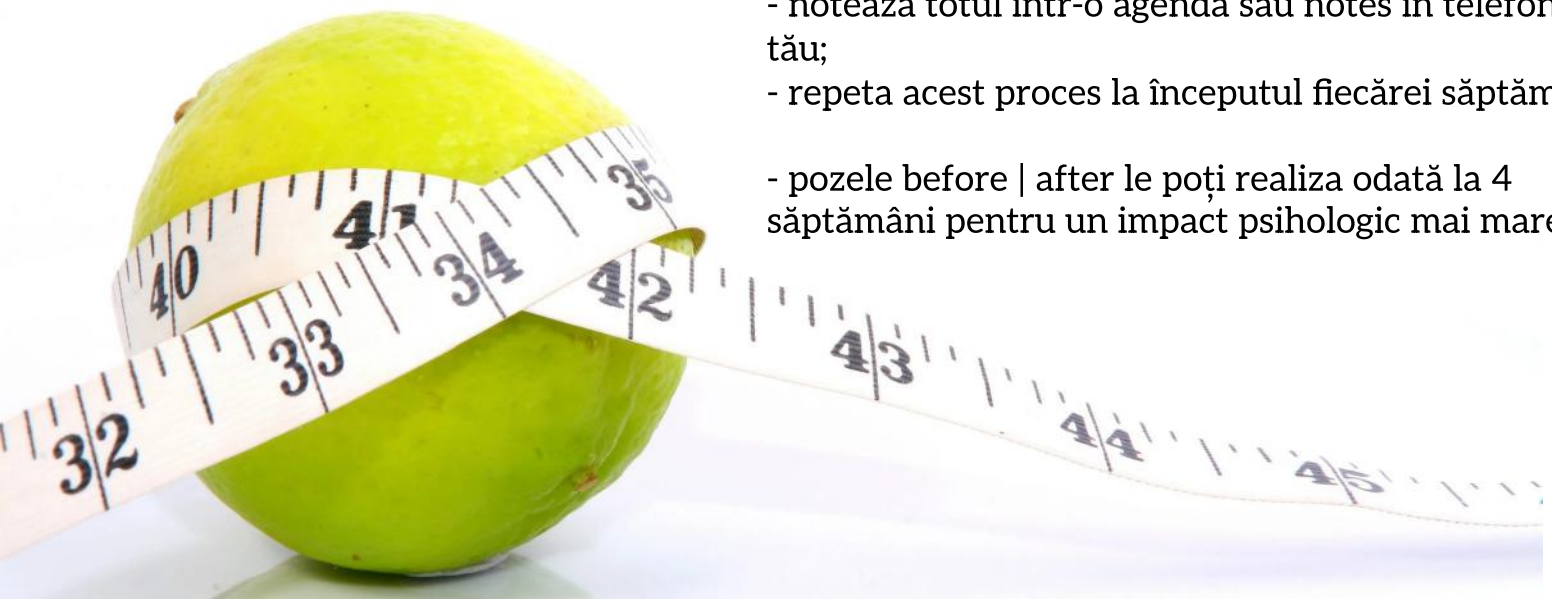 - notează totul într-o agendă sau notes în telefon
tău;
- repeta acest proces la începutul fiecărei săptăm
- pozele before | after le poți realiza odată la 4
săptămâni pentru un impact psihologic mai mare
40
41
35
34
42
33
43
32
44
45